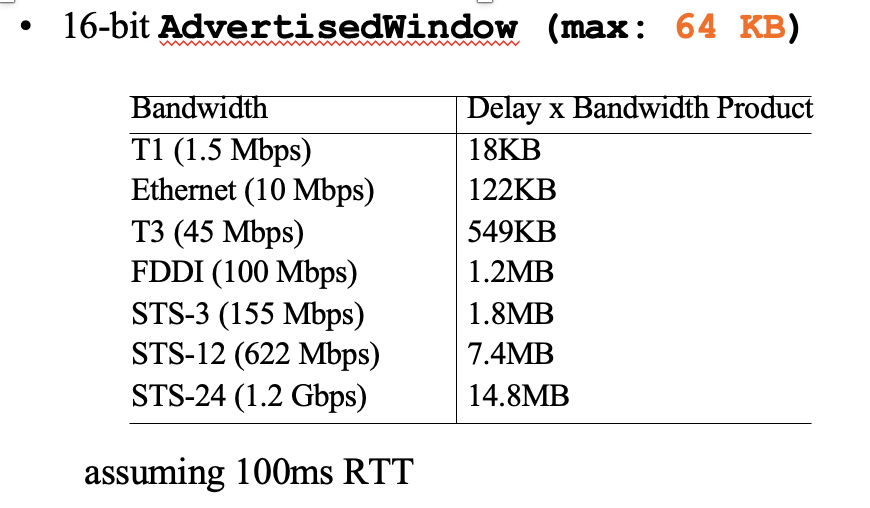 • 16-bit AdvertisedWindow (max: 64 KB)
Bandwidth Delay x Bandwidth Product
T1 (1.5 Mbps) 18KB
Ethernet (10 Mbps) 122KB
T3 (45 Mbps) 549KB
FDDI (100 Mbps) 1.2MB
STS-3 (155 Mbps) 1.8MB
STS-12 (622 Mbps) 7.4MB
STS-24 (1.2 Gbps) 14.8MB
assuming 100ms RTT